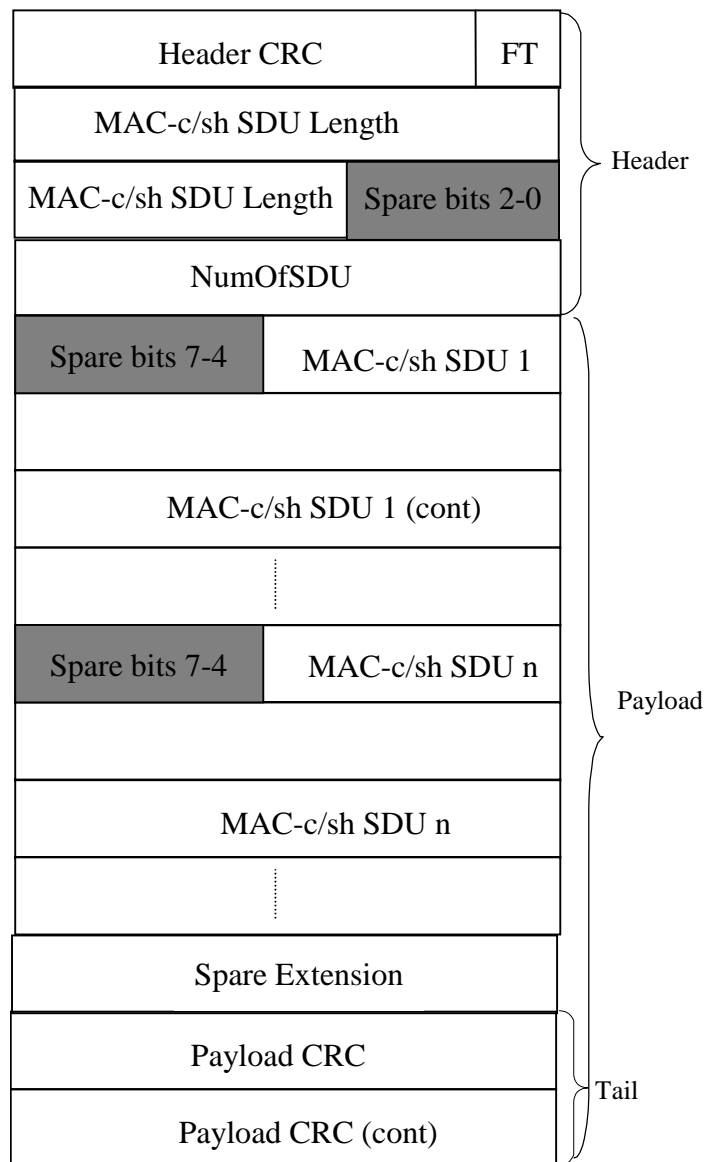 Header CRC FT
MAC-c/sh SDU Length
Header
MAC-c/sh SDU Length Spare bits 2-0
NumOfSDU
Spare bits 7-4 MAC-c/sh SDU 1
MAC-c/sh SDU 1 (cont)
Spare bits 7-4 MAC-c/sh SDU n
Payload
MAC-c/sh SDU n
Spare Extension
Payload CRC
Tail
Payload CRC (cont)